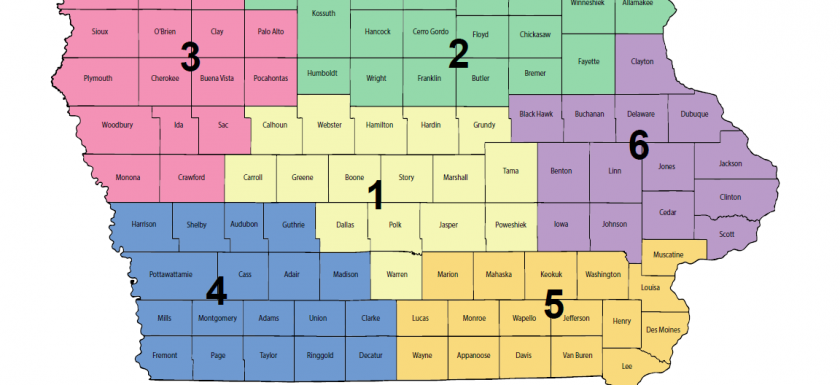 Winneshiek Allamakee
Kossuth
Sioux O'Brien Clay Palo Alto Hancock Cerro Gordo Floyd Chickasaw
3 2
Fayette Clayton
Plymouth Cherokee Buena Vista Pocahontas Humboldt Wright Franklin Butler Bremer
Woodbury Ida Sac Calhoun Webster Hamilton Hardin Grundy Black Hawk Buchanan Delaware Dubuque
6
Monona Crawford Carroll Greene Boone Story Marshall Tama Benton Linn Jones Jackson
1
Clinton
Cedar
Harrison Shelby Audubon Guthrie Dallas Polk Jasper Poweshiek Iowa Johnson Scott
Muscatine
Pottawattamie Cass Adair Madison Warren Marion Mahaska Keokuk Washington
4 5
Louisa
Mills Montgomery Adams Union Clarke Lucas Monroe Wapello Jefferson Henry
Des Moines
Fremont Page Taylor Ringgold Decatur Wayne Appanoose Davis Van Buren
Lee